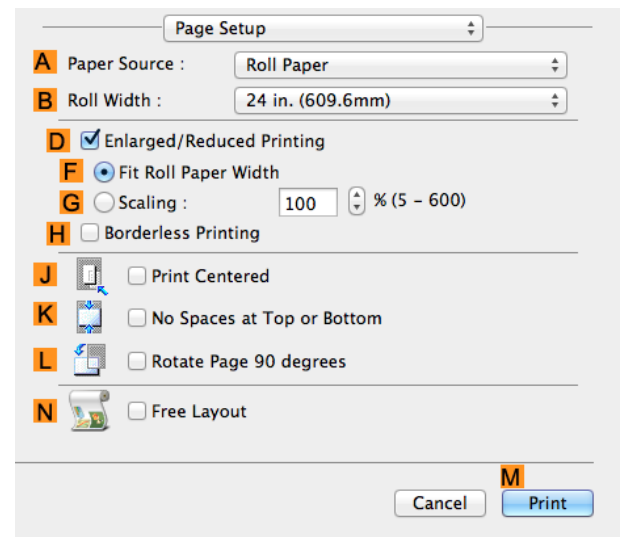 Page Setup
A Paper Source : Roll Paper
B Roll Width : 24 in. (609.6mm)
D Enlarged/Reduced Printing
F Fit Roll Paper Width
G Scaling : 100 % (5 – 600)
H Borderless Printing
J Print Centered
K No Spaces at Top or Bottom
L Rotate Page 90 degrees
N Free Layout
M
Cancel Print